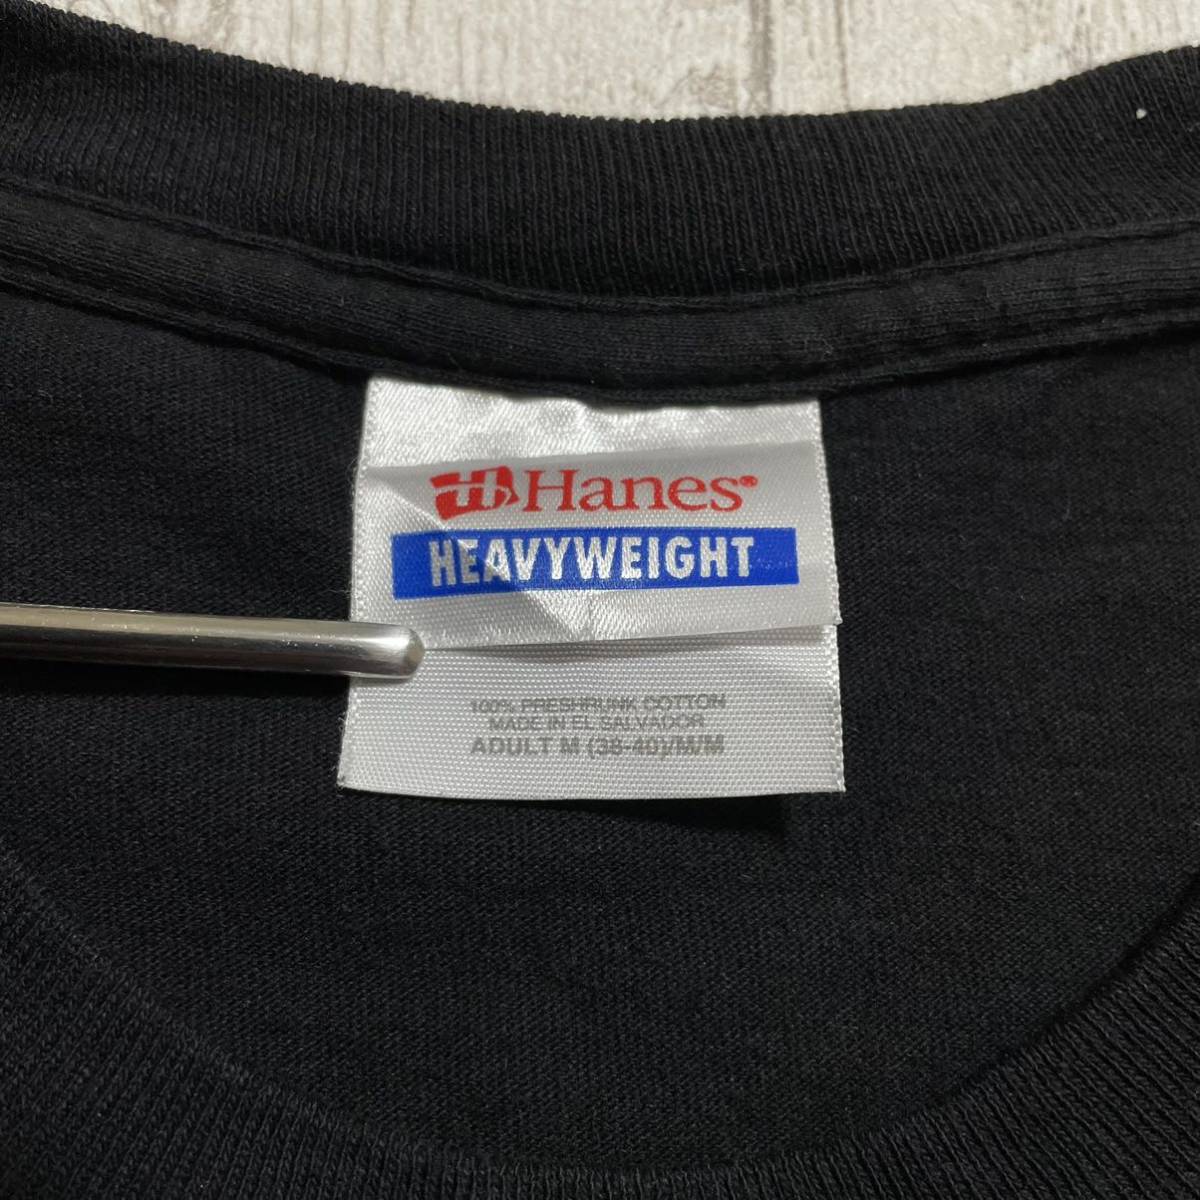 Hanes®
HEAVYWEIGHT
100% PRESHRUNK COTTON
MADE IN EL SALVADOR
ADULT M (38-40)/M/M